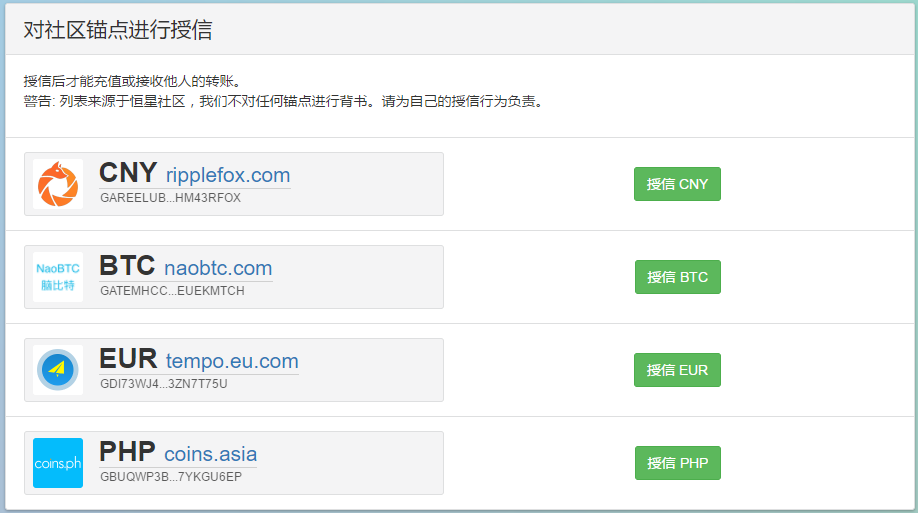 对社区锚点进行授信
授信后才能充值或接收他人的转账。
警告: 列表来源于恒星社区，我们不对任何锚点进行背书。请为自己的授信行为负责。
CNY ripplefox.com
GAREELUB...HM43RFOX
授信 CNY
NaoBTC
脑比特
BTC naobtc.com
GATEMHCC...EUEKMTCH
授信 BTC
EUR tempo.eu.com
GDI73WJ4...3ZN7T75U
授信 EUR
coins.ph
PHP coins.asia
GBUQWP3B...7YKGU6EP
授信 PHP